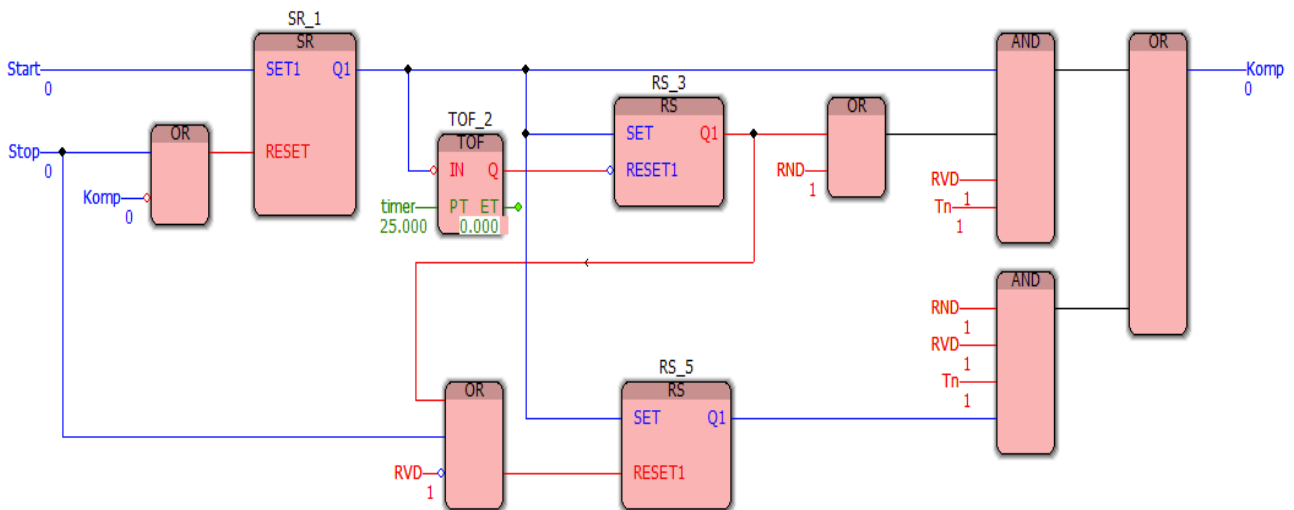 SR_1
SR
Start
0
SET1 Q1
RESET
OR
Stop
0
Komp
0
TOF_2
TOF
IN Q
PT ET
timer
25.000
0.000
RS_3
RS
SET Q1
RESET1
OR
RND
1
AND
RVD
1
Tn
1
OR
Komp
0
AND
RND
1
RVD
1
Tn
1
OR
RVD
1
RS_5
RS
SET Q1
RESET1